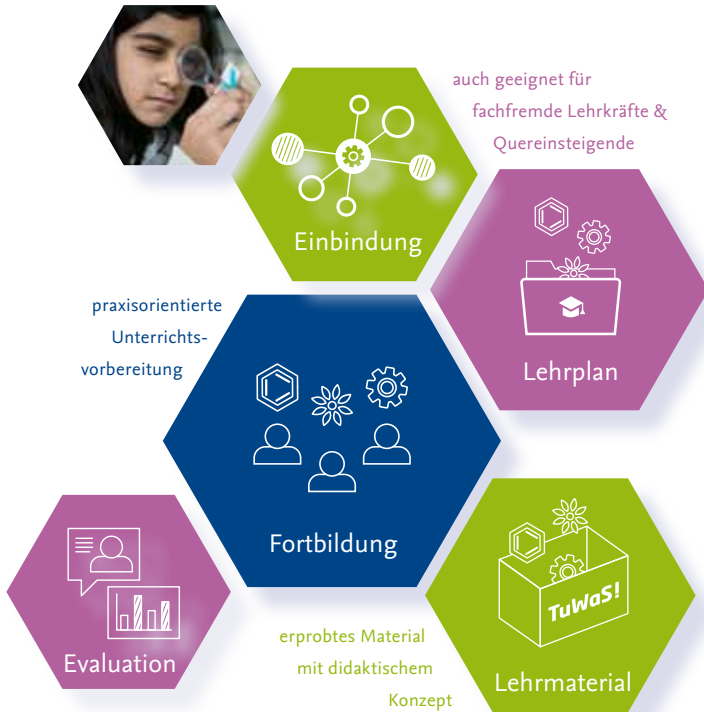 auch geeignet für
fachfremde Lehrkräfte &
Quereinsteigende
Einbindung
Lehrplan
praxisorientierte
Unterrichts-
vorbereitung
Fortbildung
TuWaS!
Lehrmaterial
Evaluation
erprobtes Material
mit didaktischem
Konzept